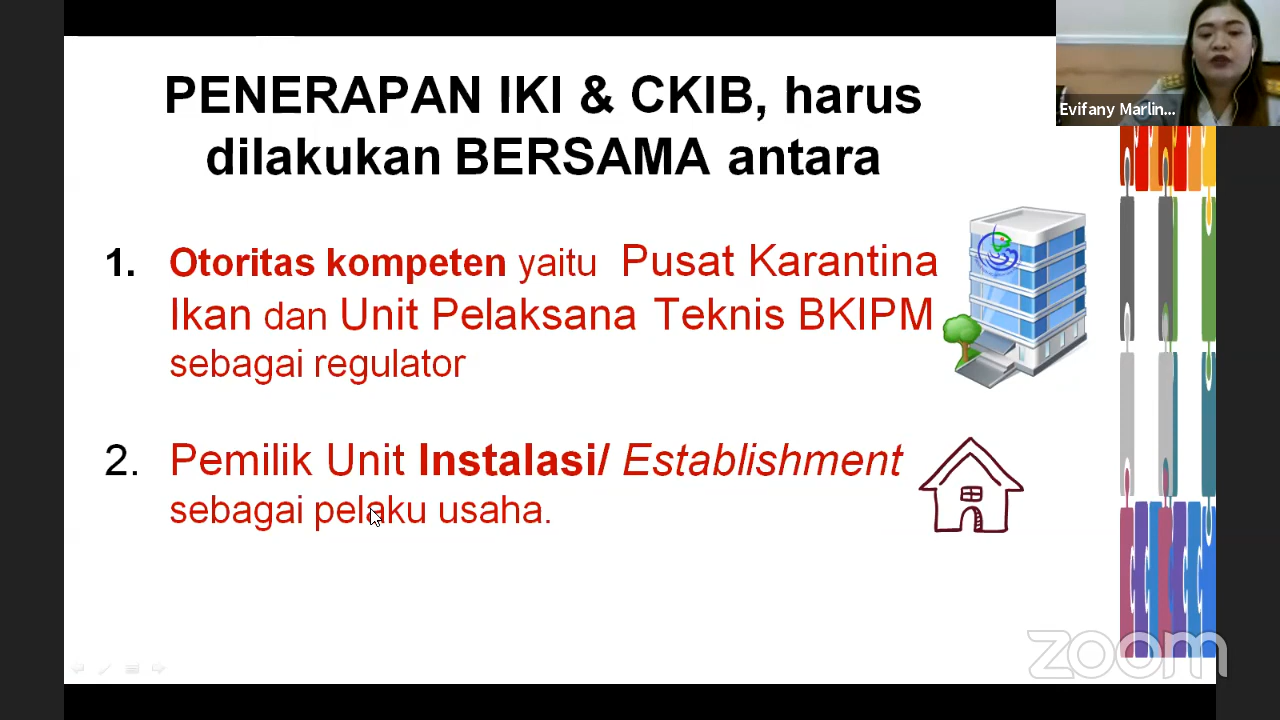 PENERAPAN IKI & CKIB, harus
dilakukan BERSAMA antara
Evifany Marlin...
1. Otoritas kompeten yaitu Pusat Karantina
Ikan dan Unit Pelaksana Teknis BKIPM
sebagai regulator
2. Pemilik Unit Instalasi/ Establishment
sebagai pelaku usaha.
zoom